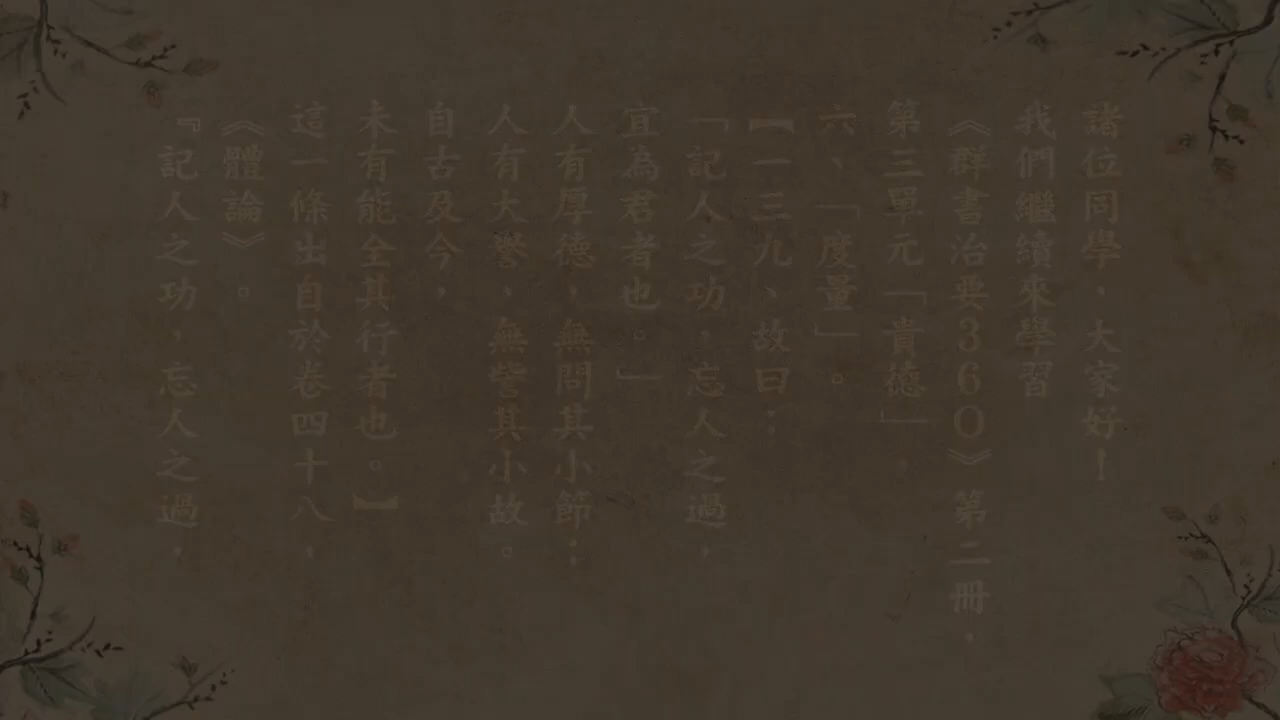 諸位同學，大家好！
我們繼續來學習
《群書治要360》第二冊，
第三單元「貴德」，
六、「度量」。
【一三九、故曰：
「記人之功，忘人之過，
宜為君者也。」
人有厚德，無問其小節；
人有大譽，無訾其小故。
自古及今，
未有能全其行者也。】
這一條出自於卷四十八，
《體論》。
『記人之功，忘人之過，